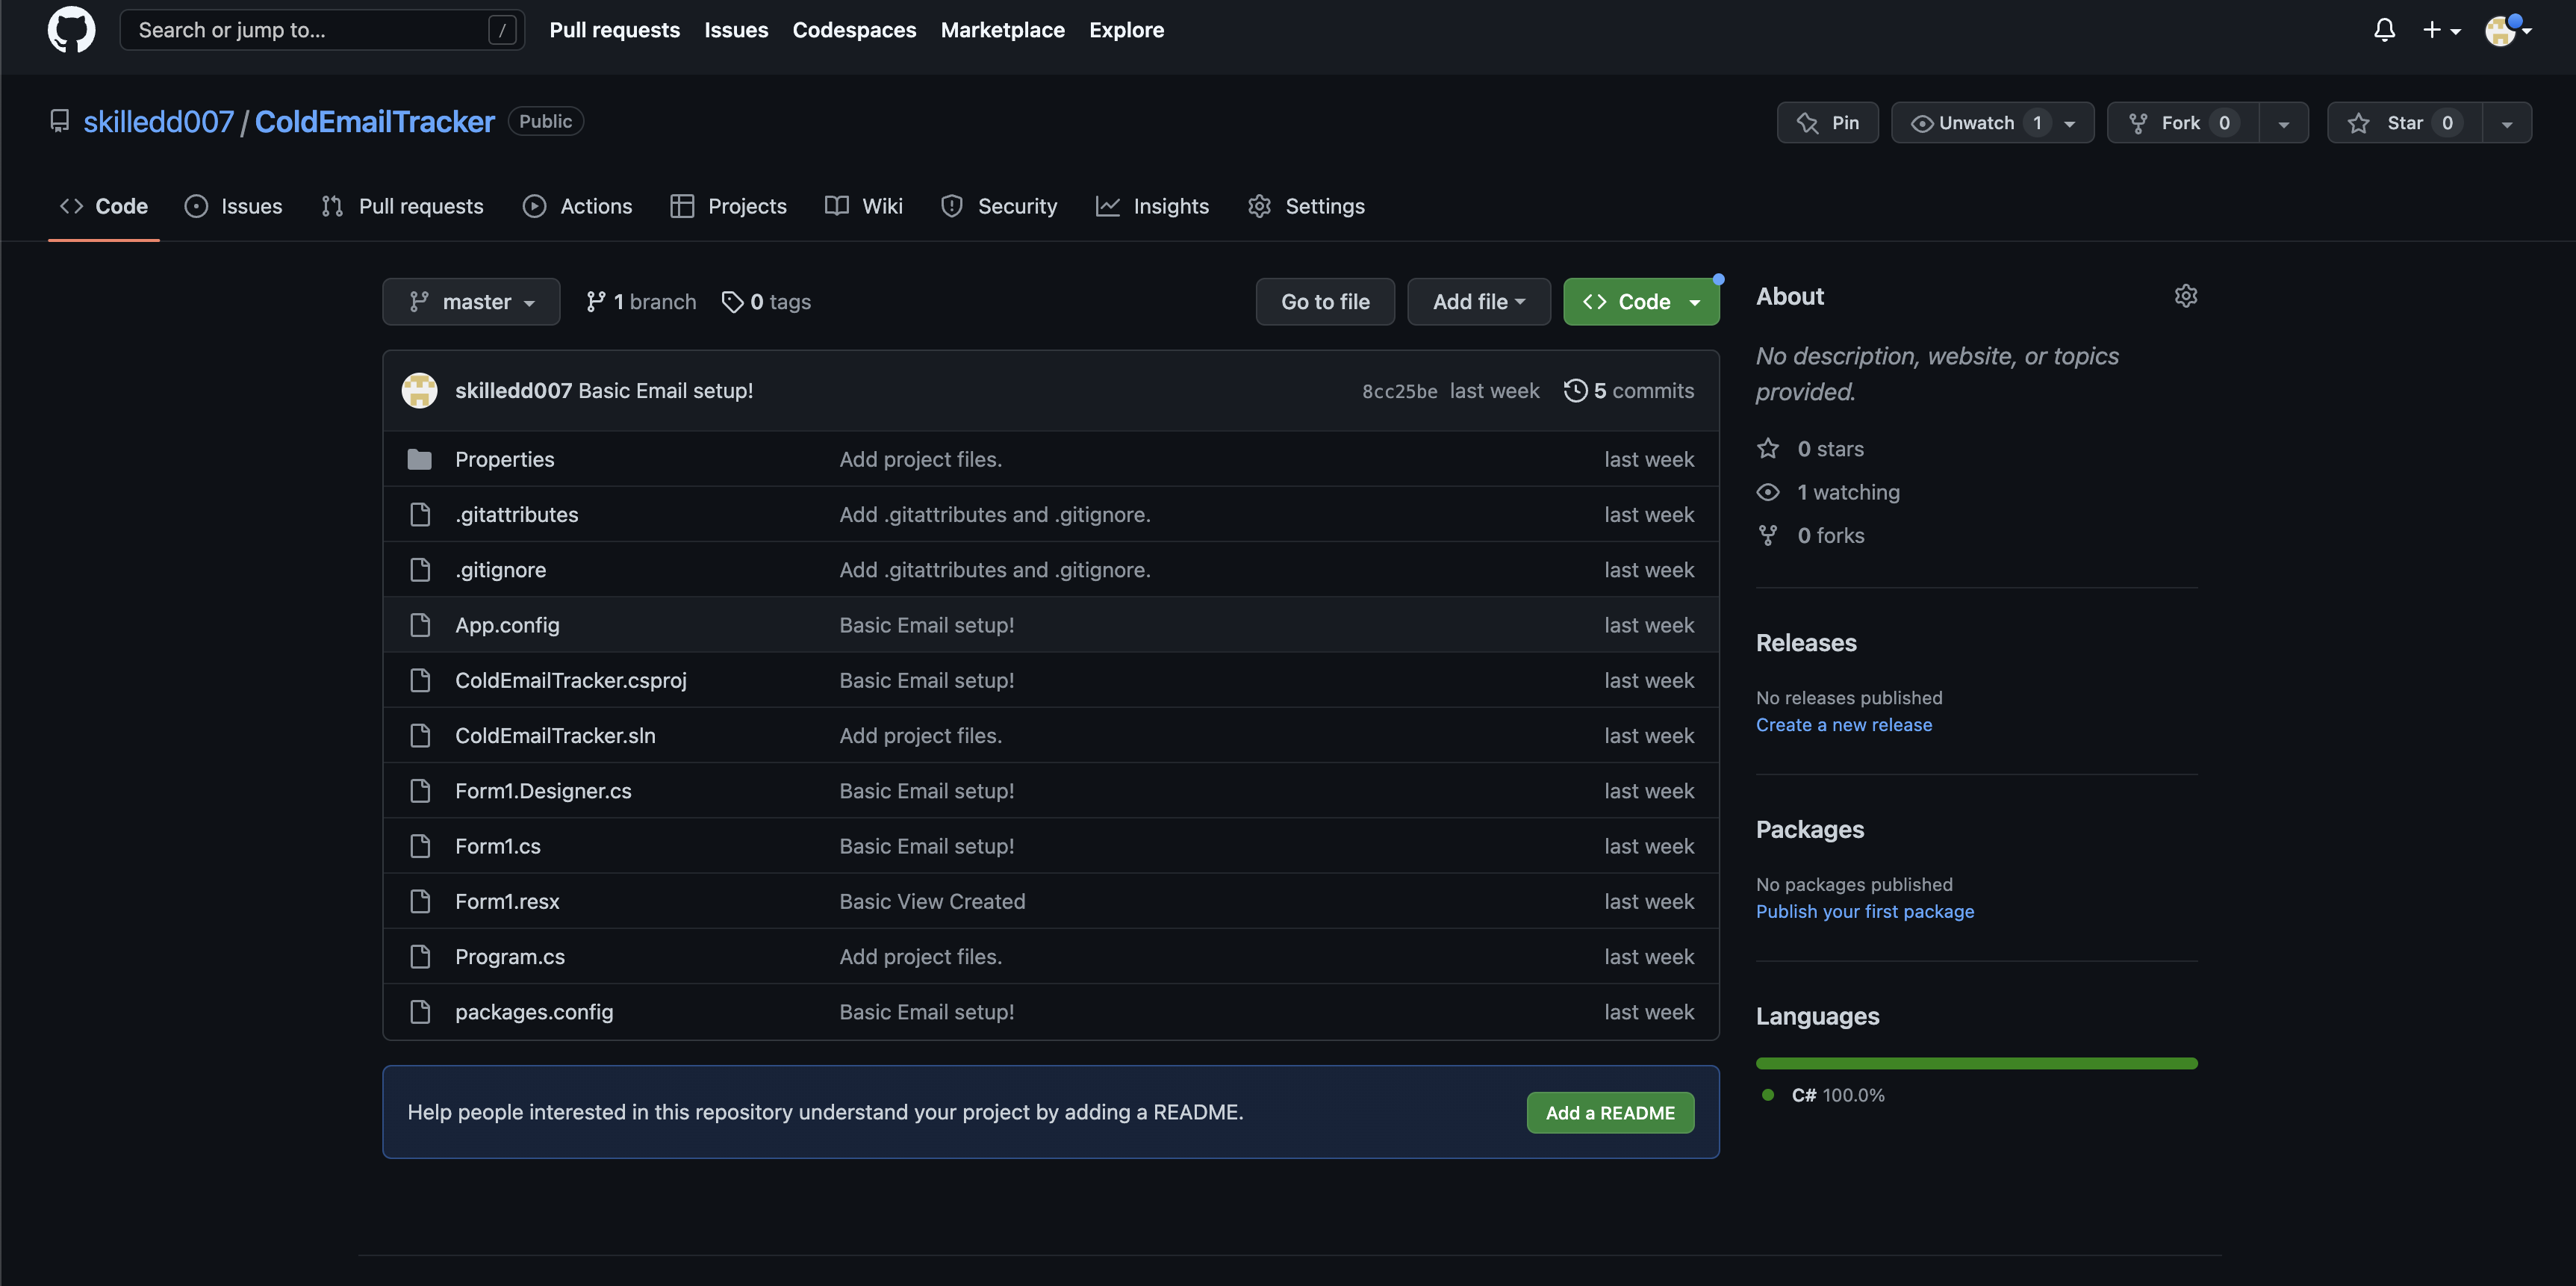 Search or jump to... / Pull requests Issues Codespaces Marketplace Explore
skilledd007 / ColdEmailTracker Public Pin Unwatch 1 Fork 0 Star 0
Code Issues Pull requests Actions Projects Wiki Security Insights Settings
master 1 branch 0 tags Go to file Add file Code
skilledd007 Basic Email setup! 8cc25be last week 5 commits
Properties Add project files. last week
.gitattributes Add .gitattributes and .gitignore. last week
.gitignore Add .gitattributes and .gitignore. last week
App.config Basic Email setup! last week
ColdEmailTracker.csproj Basic Email setup! last week
ColdEmailTracker.sln Add project files. last week
Form1.Designer.cs Basic Email setup! last week
Form1.cs Basic Email setup! last week
Form1.resx Basic View Created last week
Program.cs Add project files. last week
packages.config Basic Email setup! last week
Help people interested in this repository understand your project by adding a README. Add a README
About
No description, website, or topics
provided.
0 stars
1 watching
0 forks
Releases
No releases published
Create a new release
Packages
No packages published
Publish your first package
Languages
C# 100.0%